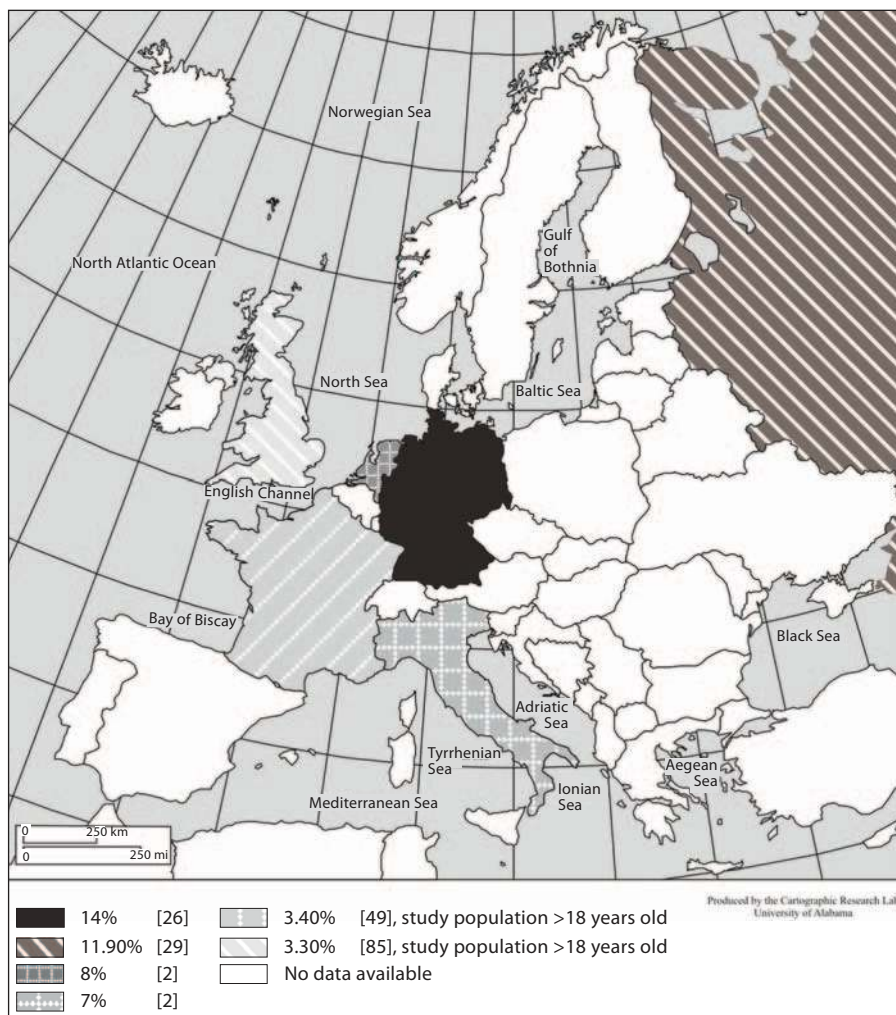 Norwegian Sea
North Atlantic Ocean
Gulf
of
Bothnia
North Sea
Baltic Sea
English Channel
Bay of Biscay
Black Sea
Adriatic
Sea
Tyrrhenian
Sea
Aegean
Sea
Ionian
Sea
Mediterranean Sea
0 250 km
0 250 mi
Produced by the Cartographic Research Lab
University of Alabama
14% [26]
11.90% [29]
8% [2]
7% [2]
3.40% [49], study population >18 years old
3.30% [85], study population >18 years old
No data available